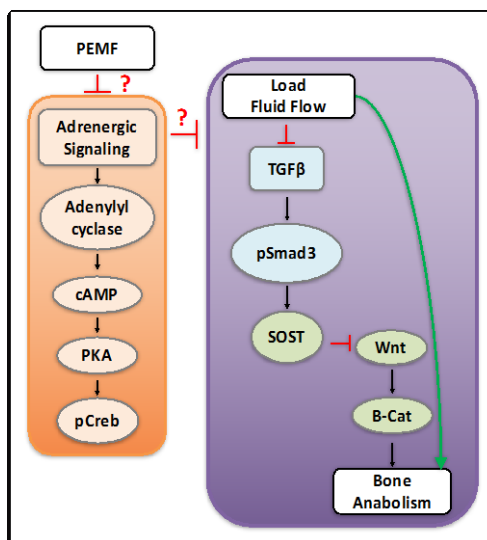 PEMF
?
Adrenergic
Signaling
Adenylyl
cyclase
cAMP
PKA
pCreb
?
Load
Fluid Flow
TGFβ
pSmad3
SOST
Wnt
B-Cat
Bone
Anabolism